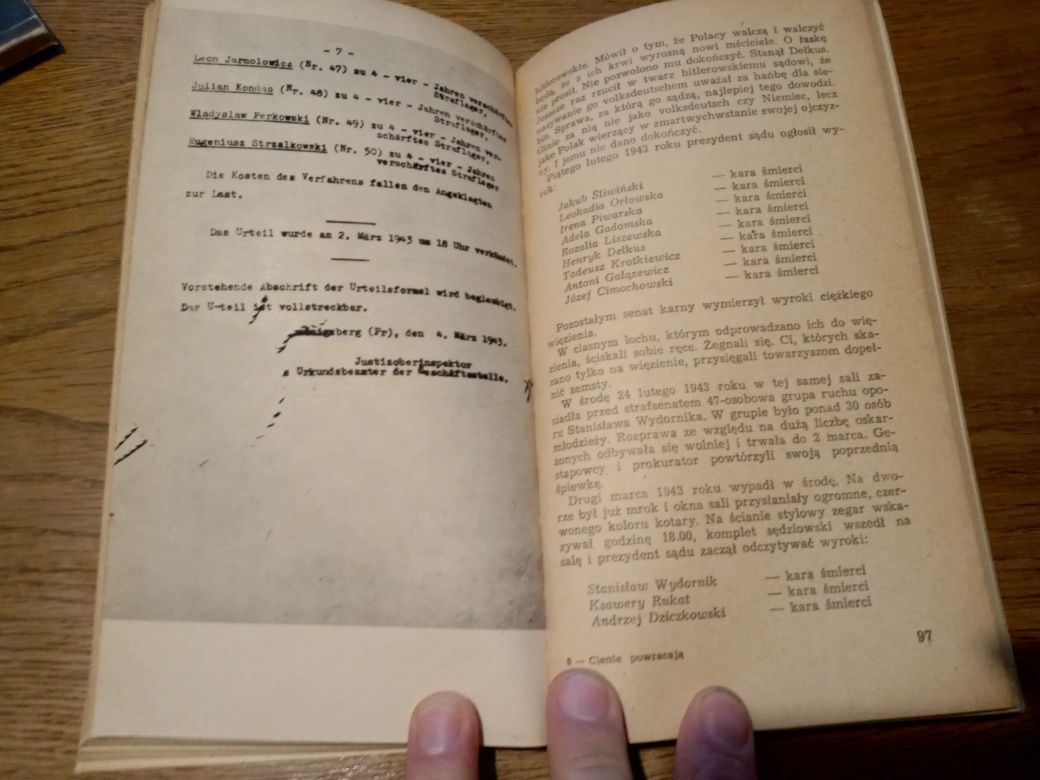 - 7 -
Leon Jarmolowicz (Nr. 47) zu 4 - vier - Jahren verschärftes
Straflager,
Julian Kondus (Nr. 48) zu 4 - vier - Jahren verschärftes
Straflager,
Wladyslaw Perkowski (Nr. 49) zu 4 - vier - Jahren ver-
schärftes Straflager,
Eugeniusz Strzalkowski (Nr. 50) zu 4 - vier - Jahren
verschärftes Straflager
Die Kosten des Verfahrens fallen den Angeklagten
zur Last.
Das Urteil wurde am 2. März 1943 um 18 Uhr verkündet.
Vorstehende Abschrift der Urteilsformel wird beglaubigt.
Das Urteil ist vollstreckbar.
(Pr), den 4. März 1943.
Justizoberinspektor
Urkundsbeamter der Geschäftsstelle.
hitlerowskie. Mówił o tym, że Polacy walczą i walczyć
będą, że z ich krwi wyrosną nowi mściciele. O łaskę
nie prosił. Nie pozwolono mu dokończyć. Stanął Dełkus.
Jeszcze raz rzucił w twarz hitlerowskiemu sądowi, że
nazywanie go volksdeutschem uważał za hańbę dla sie-
bie. Sprawa, za którą go sądzą, najlepiej tego dowodzi.
Ginie za nią nie jako volksdeutsch czy Niemiec, lecz
jako Polak wierzący w zmartwychwstanie swojej ojczyz-
ny. I jemu nie dano dokończyć.
Piątego lutego 1943 roku prezydent sądu ogłosił wy-
rok:
Jakub Śliwiński — kara śmierci
Leokadia Orłowska — kara śmierci
Irena Piwarska — kara śmierci
Adela Gadomska — kara śmierci
Rozalia Liszewska — kara śmierci
Henryk Dełkus — kara śmierci
Tadeusz Krotkiewicz — kara śmierci
Antoni Gałązewicz — kara śmierci
Józef Cimochowski — kara śmierci
Pozostałym senat karny wymierzył wyroki ciężkiego
więzienia.
W ciasnym lochu, którym odprowadzano ich do wię-
zienia, ściskali sobie ręce. Żegnali się. Ci, których ska-
zano tylko na więzienie, przysięgali towarzyszom dopeł-
nić zemsty.
W środę 24 lutego 1943 roku w tej samej sali za-
siadła przed strafsenatem 47-osobowa grupa ruchu opo-
ru Stanisława Wydornika. W grupie było ponad 30 osób
młodzieży. Rozprawa ze względu na dużą liczbę oskar-
żonych odbywała się wolniej i trwała do 2 marca. Ge-
stapowcy i prokurator powtórzyli swoją poprzednią
śpiewkę.
Drugi marca 1943 roku wypadł w środę. Na dwo-
rze był już mrok i okna sali przysłaniały ogromne, czer-
wonego koloru kotary. Na ścianie stylowy zegar wska-
zywał godzinę 18.00, komplet sędziowski wszedł na
salę i prezydent sądu zaczął odczytywać wyroki:
Stanisław Wydornik — kara śmierci
Ksawery Rukat — kara śmierci
Andrzej Dziczkowski — kara śmierci
— Cienie powracają
97